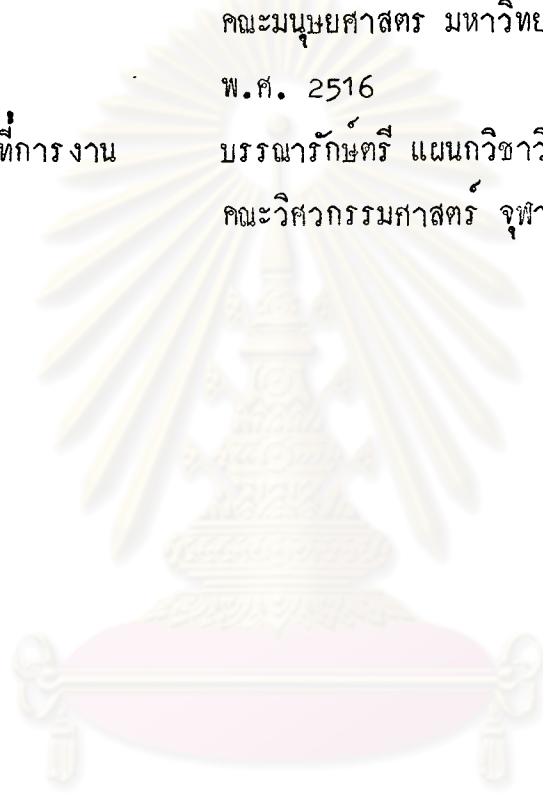 คณะมนุษยศาสตร มหาวิทย
พ.ศ. 2516
ที่การงาน บรรณารักษ์ตรี แผนกวิชาวิ
คณะวิศวกรรมศาสตร์ จุฬา